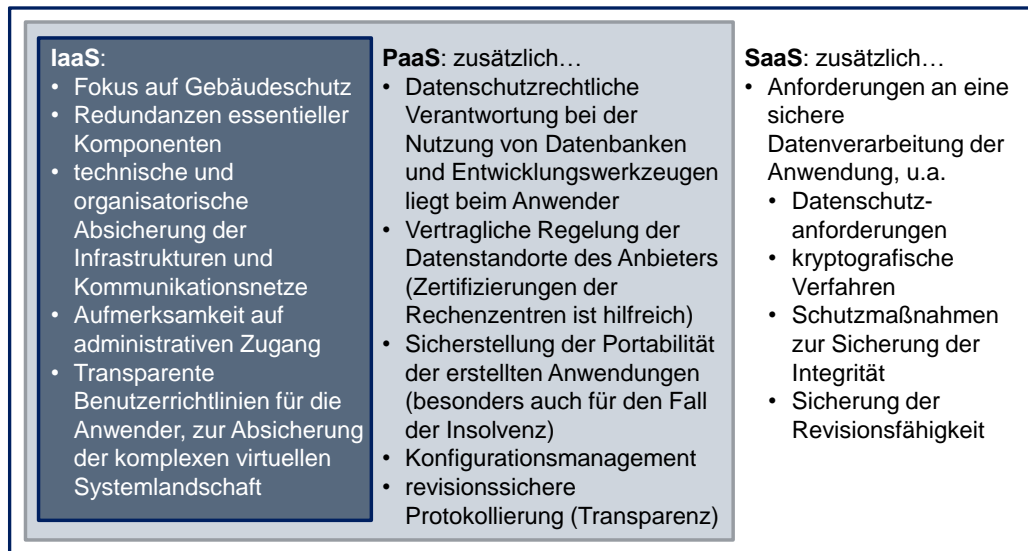 IaaS:
• Fokus auf Gebäudeschutz
• Redundanzen essentieller
Komponenten
• technische und
organisatorische
Absicherung der
Infrastrukturen und
Kommunikationsnetze
• Aufmerksamkeit auf
administrativen Zugang
• Transparente
Benutzerrichtlinien für die
Anwender, zur Absicherung
der komplexen virtuellen
Systemlandschaft
PaaS: zusätzlich…
• Datenschutzrechtliche
Verantwortung bei der
Nutzung von Datenbanken
und Entwicklungswerkzeugen
liegt beim Anwender
• Vertragliche Regelung der
Datenstandorte des Anbieters
(Zertifizierungen der
Rechenzentren ist hilfreich)
• Sicherstellung der Portabilität
der erstellten Anwendungen
(besonders auch für den Fall
der Insolvenz)
• Konfigurationsmanagement
• revisionssichere
Protokollierung (Transparenz)
SaaS: zusätzlich…
• Anforderungen an eine
sichere
Datenverarbeitung der
Anwendung, u.a.
• Datenschutz-
anforderungen
• kryptografische
Verfahren
• Schutzmaßnahmen
zur Sicherung der
Integrität
• Sicherung der
Revisionsfähigkeit